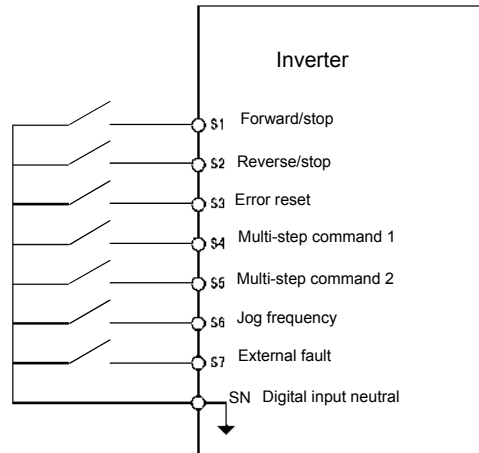 Inverter
S1 Forward/stop
S2 Reverse/stop
S3 Error reset
S4 Multi-step command 1
S5 Multi-step command 2
S6 Jog frequency
S7 External fault
SN Digital input neutral